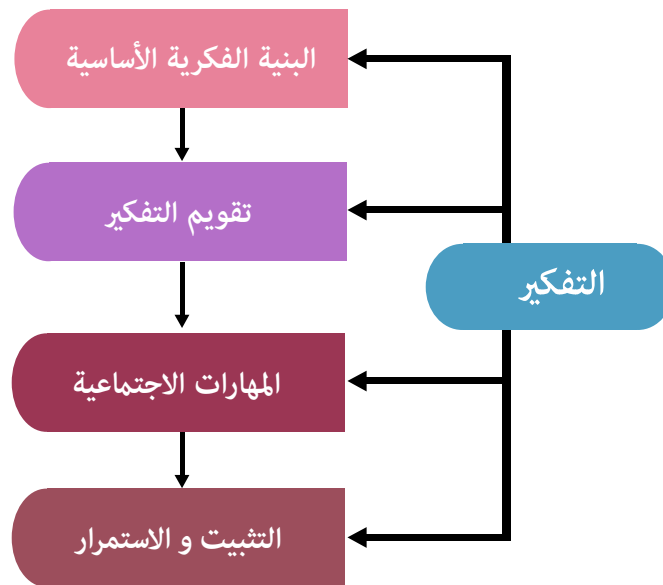 البنية الفكرية الأساسية
تقويم التفكير
التفكير
المهارات الاجتماعية
التثبيت و الاستمرار